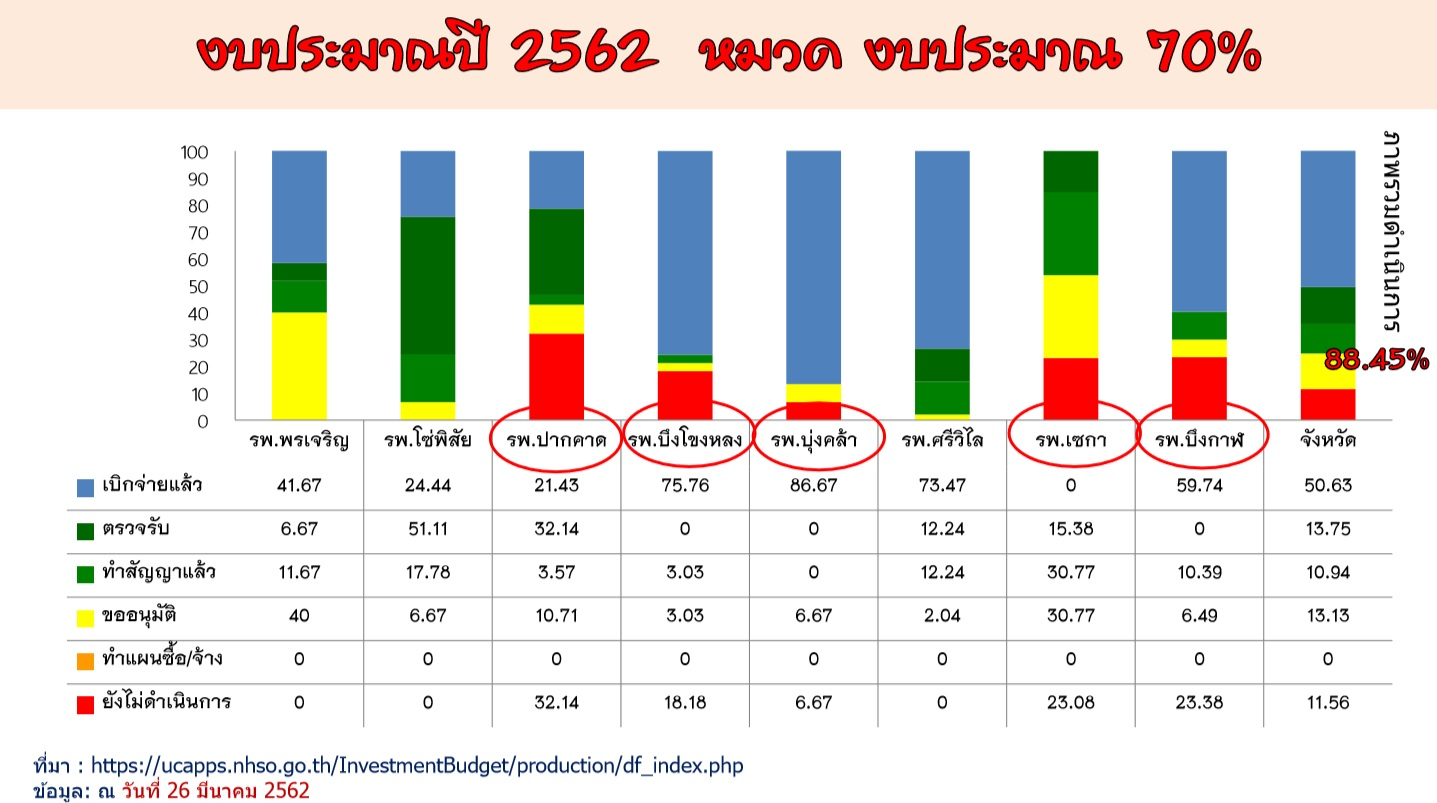 งบประมาณปี 2562 หมวด งบประมาณ 70%
ภาพรวมดำเนินการ
88.45%
100
90
80
70
60
50
40
30
20
10
0
รพ.พรเจริญ รพ.โซ่พิสัย รพ.ปากคาด รพ.บึงโขงหลง รพ.บุ่งคล้า รพ.ศรีวิไล รพ.เซกา รพ.บึงกาฬ จังหวัด
เบิกจ่ายแล้ว 41.67 24.44 21.43 75.76 86.67 73.47 0 59.74 50.63
ตรวจรับ 6.67 51.11 32.14 0 0 12.24 15.38 0 13.75
ทำสัญญาแล้ว 11.67 17.78 3.57 3.03 0 12.24 30.77 10.39 10.94
ขออนุมัติ 40 6.67 10.71 3.03 6.67 2.04 30.77 6.49 13.13
ทำแผนซื้อ/จ้าง 0 0 0 0 0 0 0 0 0
ยังไม่ดำเนินการ 0 0 32.14 18.18 6.67 0 23.08 23.38 11.56
ที่มา : https://ucapps.nhso.go.th/InvestmentBudget/production/df_index.php
ข้อมูล: ณ วันที่ 26 มีนาคม 2562